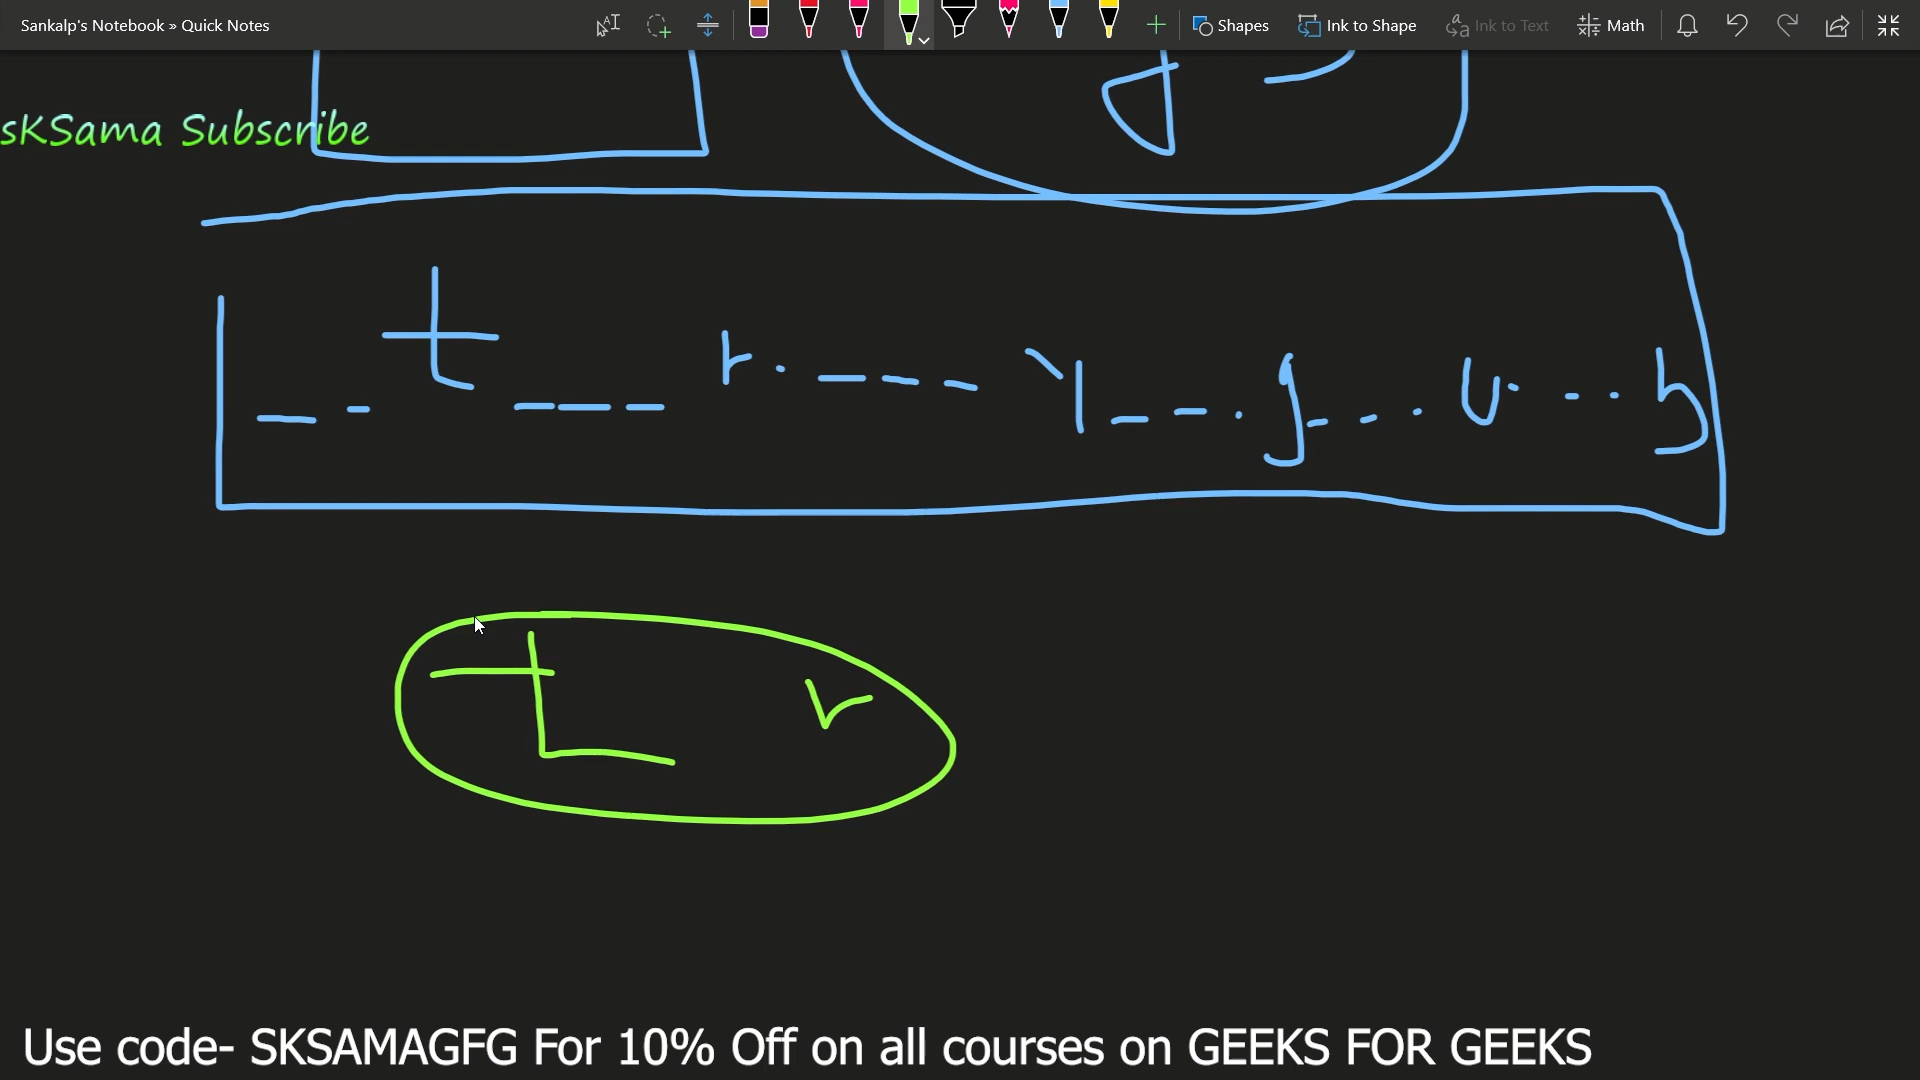 Sankalp's Notebook » Quick Notes
Shapes Ink to Shape Ink to Text Math
sKSama Subscribe
t r
t r
Use code- SKSAMAGFG For 10% Off on all courses on GEEKS FOR GEEKS